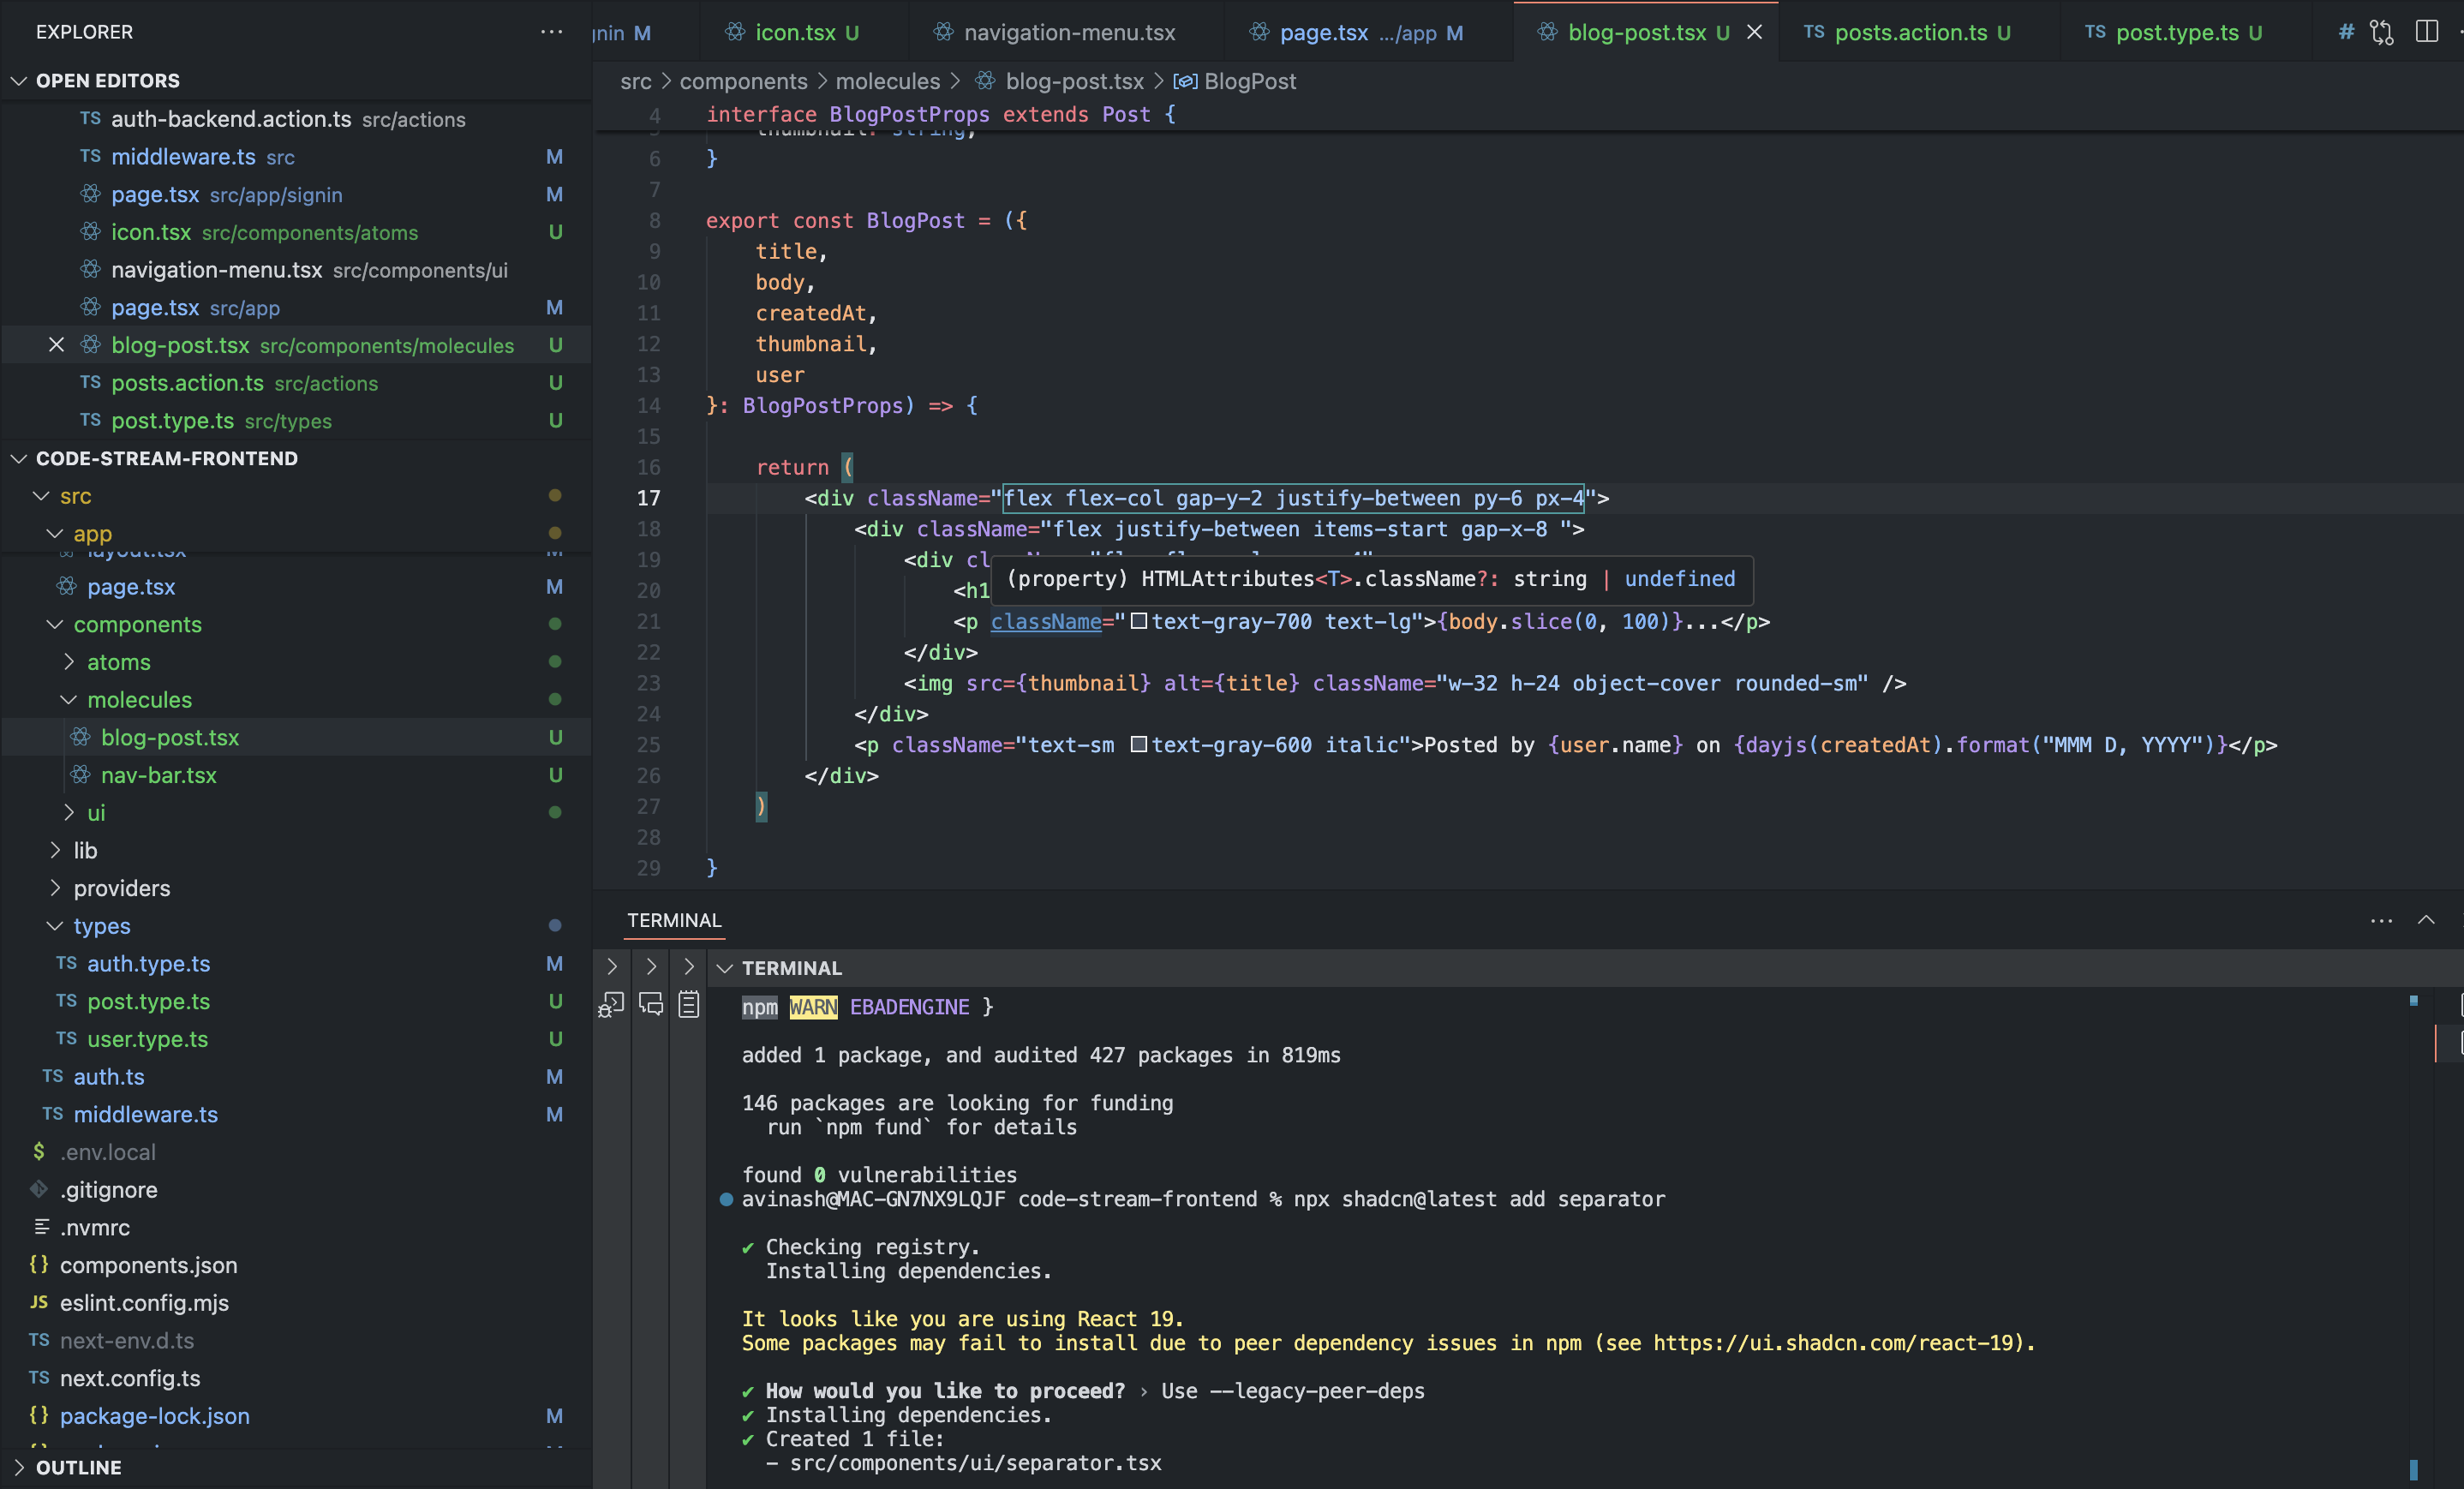 EXPLORER
OPEN EDITORS
TS auth-backend.action.ts src/actions
TS middleware.ts src M
page.tsx src/app/signin M
icon.tsx src/components/atoms U
navigation-menu.tsx src/components/ui
page.tsx src/app M
blog-post.tsx src/components/molecules U
TS posts.action.ts src/actions U
TS post.type.ts src/types U
CODE-STREAM-FRONTEND
src
app
layout.tsx M
page.tsx M
components
atoms
molecules
blog-post.tsx U
nav-bar.tsx U
ui
lib
providers
types
TS auth.type.ts M
TS post.type.ts U
TS user.type.ts U
TS auth.ts M
TS middleware.ts M
$ .env.local
.gitignore
.nvmrc
{} components.json
JS eslint.config.mjs
TS next-env.d.ts
TS next.config.ts
{} package-lock.json M
OUTLINE
M
icon.tsx U
navigation-menu.tsx
page.tsx .../app M
blog-post.tsx U
TS posts.action.ts U
TS post.type.ts U
#
src > components > molecules > blog-post.tsx > BlogPost
4 interface BlogPostProps extends Post {
5 thumbnail: string;
6 }
7
8 export const BlogPost = ({
9 title,
10 body,
11 createdAt,
12 thumbnail,
13 user
14 }: BlogPostProps) => {
15
16 return (
17 <div className="flex flex-col gap-y-2 justify-between py-6 px-4">
18 <div className="flex justify-between items-start gap-x-8 ">
19 <div
(property) HTMLAttributes<T>.className?: string | undefined
20 <h1
21 <p className="text-gray-700 text-lg">{body.slice(0, 100)}...</p>
22 </div>
23 <img src={thumbnail} alt={title} className="w-32 h-24 object-cover rounded-sm" />
24 </div>
25 <p className="text-sm text-gray-600 italic">Posted by {user.name} on {dayjs(createdAt).format("MMM D, YYYY")}</p>
26 </div>
27 )
28
29 }
TERMINAL
TERMINAL
npm WARN EBADENGINE }
added 1 package, and audited 427 packages in 819ms
146 packages are looking for funding
run `npm fund` for details
found 0 vulnerabilities
avinash@MAC-GN7NX9LQJF code-stream-frontend % npx shadcn@latest add separator
✔ Checking registry.
Installing dependencies.
It looks like you are using React 19.
Some packages may fail to install due to peer dependency issues in npm (see https://ui.shadcn.com/react-19).
✔ How would you like to proceed? › Use --legacy-peer-deps
✔ Installing dependencies.
✔ Created 1 file:
- src/components/ui/separator.tsx